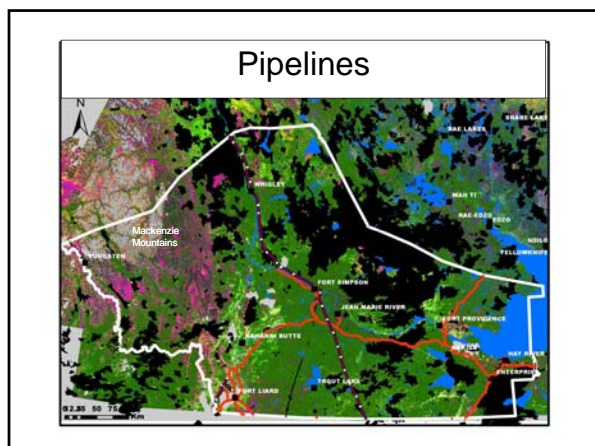 Pipelines
N
SNARE LAKE
RAE LAKES
WRIGLEY
WAH TI
RAE-EDZO
EDZO
Mackenzie
Mountains
NDILO
YELLOWKNIFE
TUNGSTEN
FORT SIMPSON
JEAN MARIE RIVER
FORT PROVIDENCE
NAHANNI BUTTE
HAY RIVER
TROUT LAKE
ENTERPRISE
FORT LIARD
50 75
Km